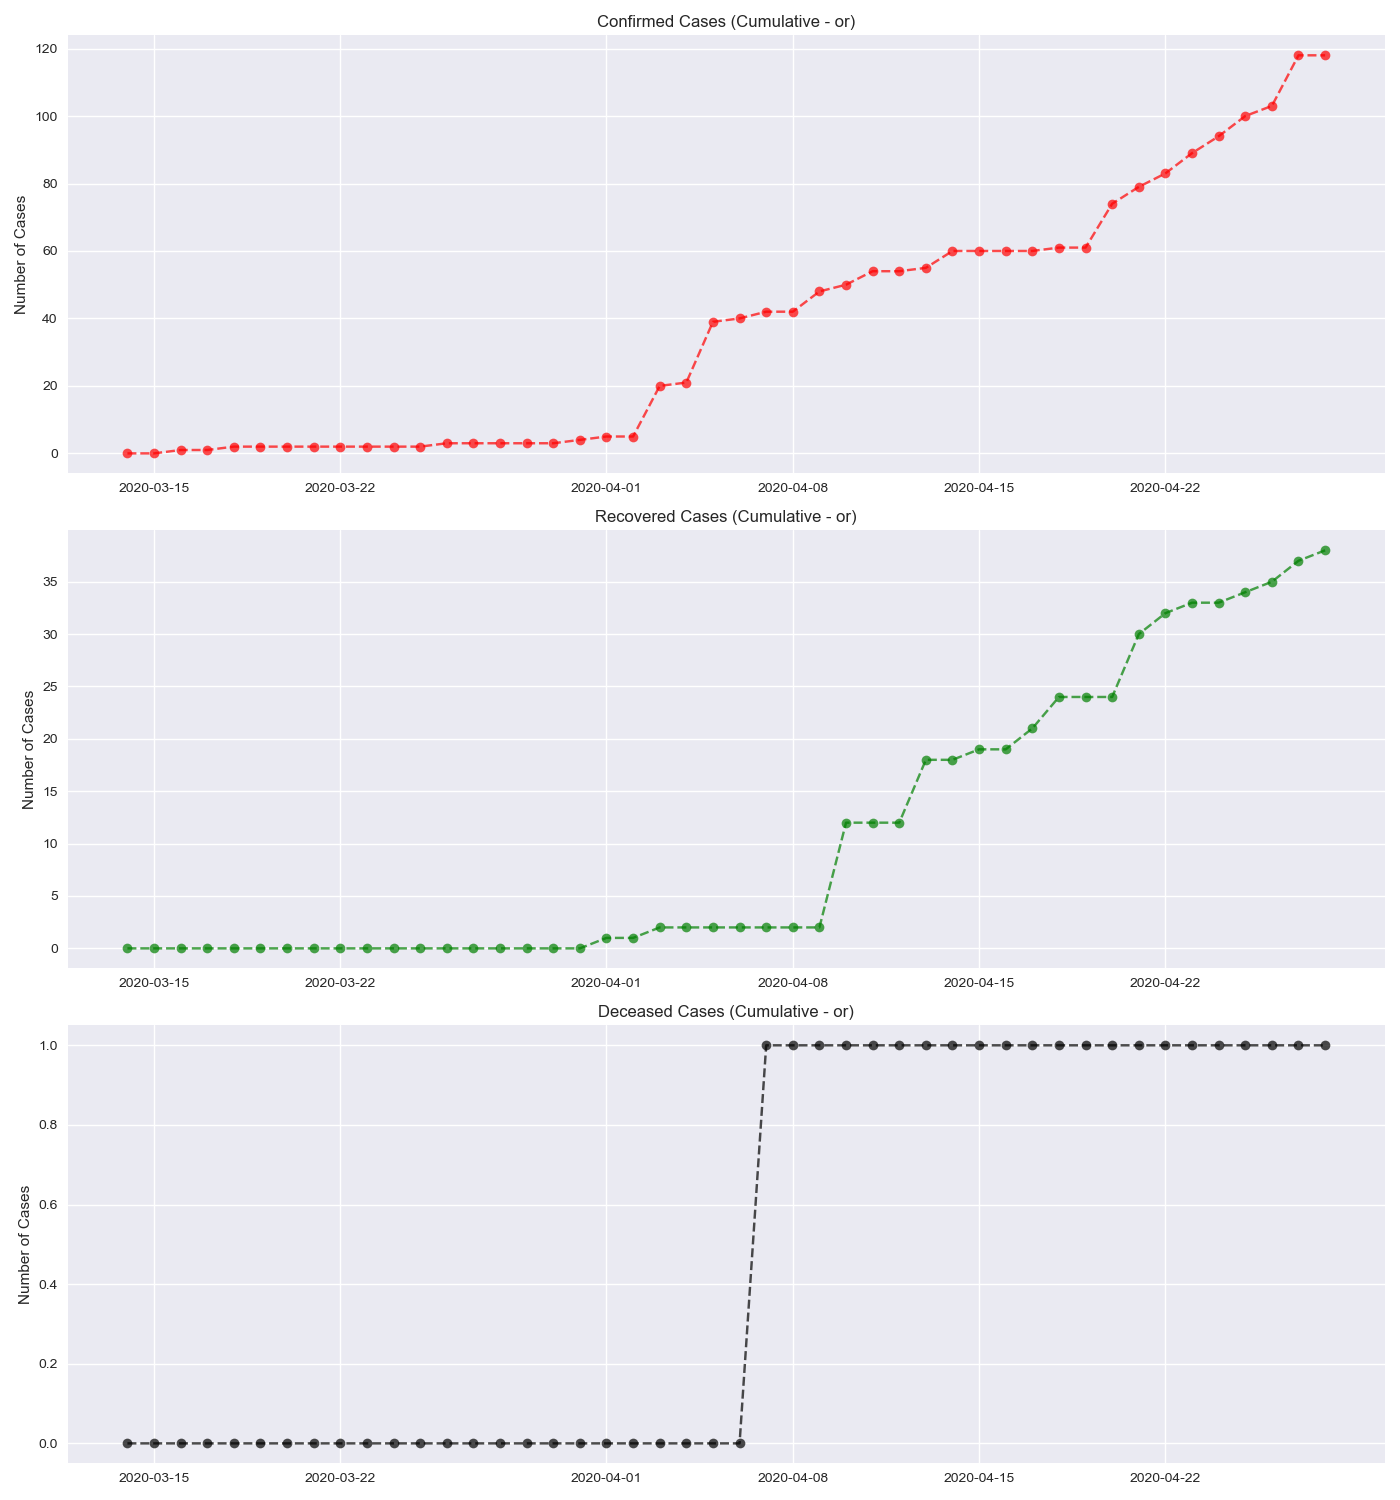 Confirmed Cases (Cumulative - or)
Number of Cases
120
100
80
60
40
20
0
2020-03-15 2020-03-22 2020-04-01 2020-04-08 2020-04-15 2020-04-22
Recovered Cases (Cumulative - or)
Number of Cases
35
30
25
20
15
10
5
0
2020-03-15 2020-03-22 2020-04-01 2020-04-08 2020-04-15 2020-04-22
Deceased Cases (Cumulative - or)
Number of Cases
1.0
0.8
0.6
0.4
0.2
0.0
2020-03-15 2020-03-22 2020-04-01 2020-04-08 2020-04-15 2020-04-22